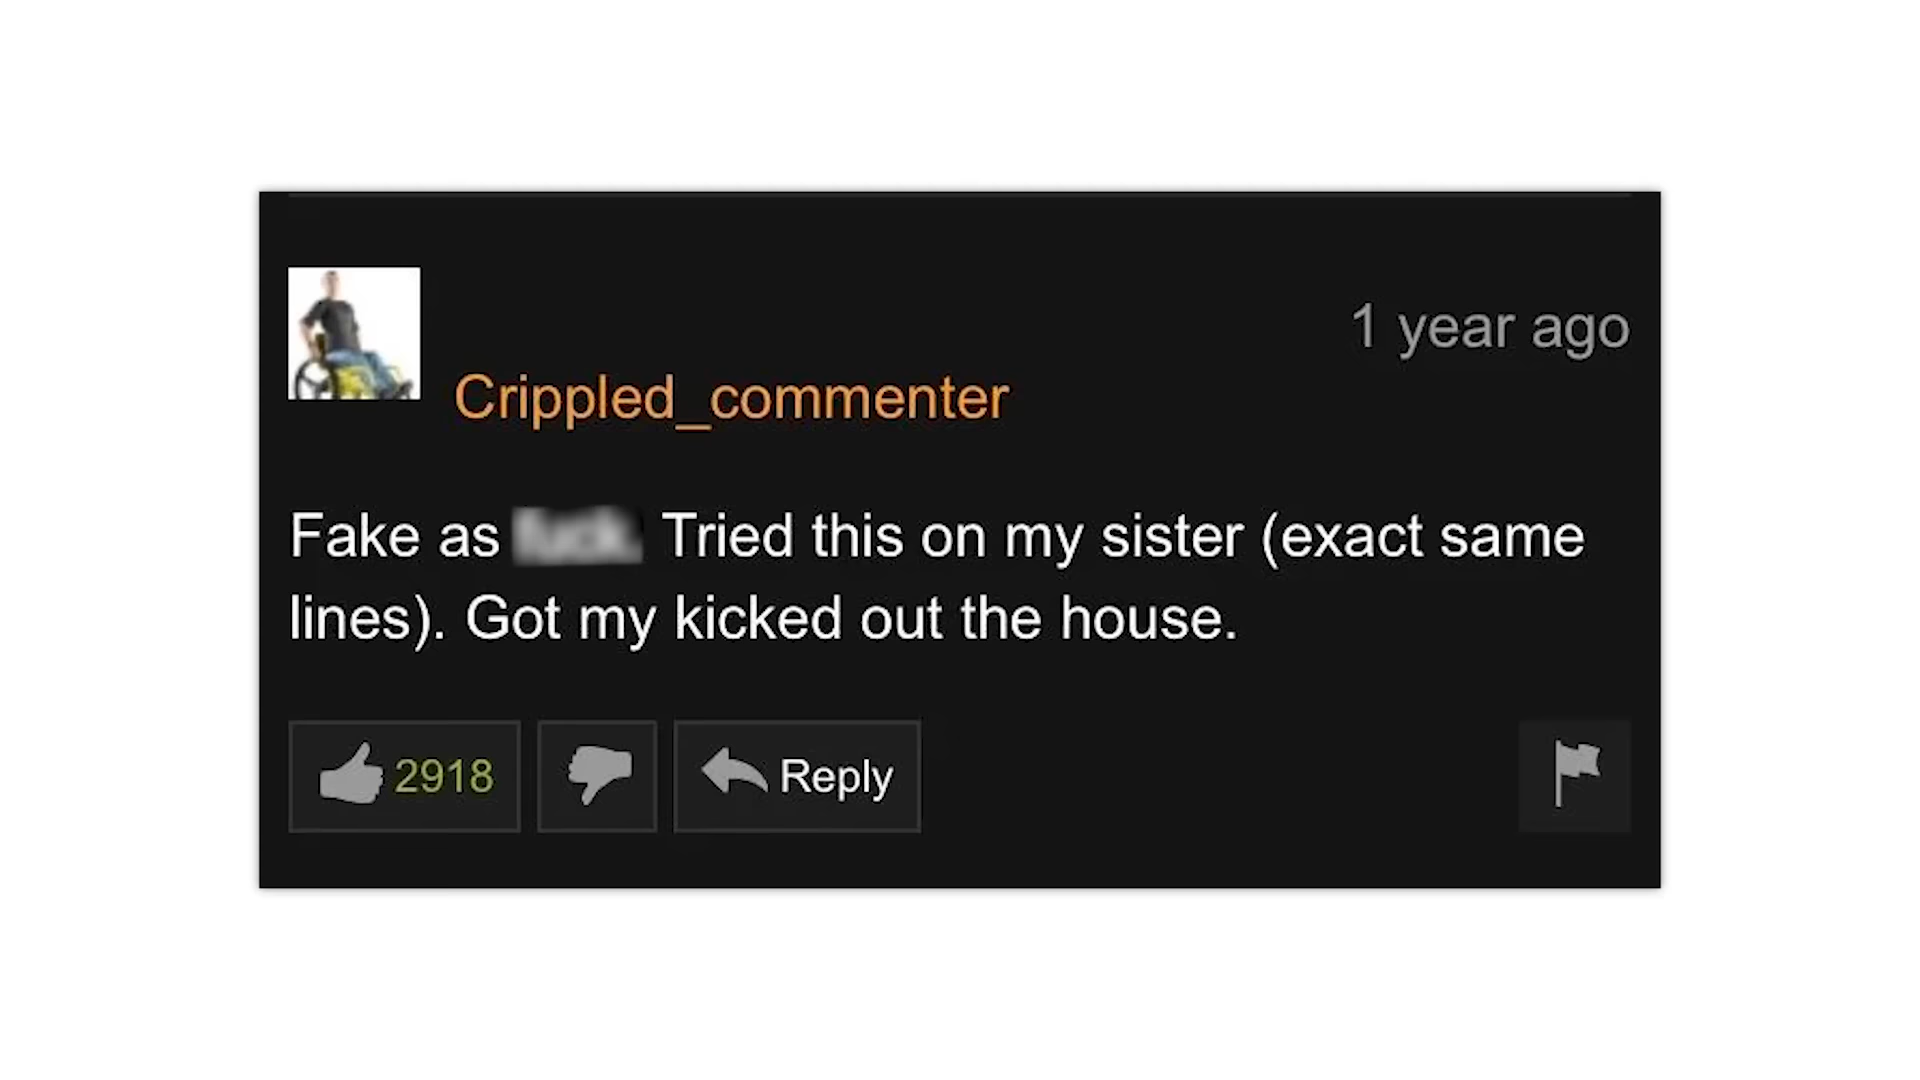 1 year ago
Crippled_commenter
Fake as fuck. Tried this on my sister (exact same
lines). Got my kicked out the house.
2918
Reply